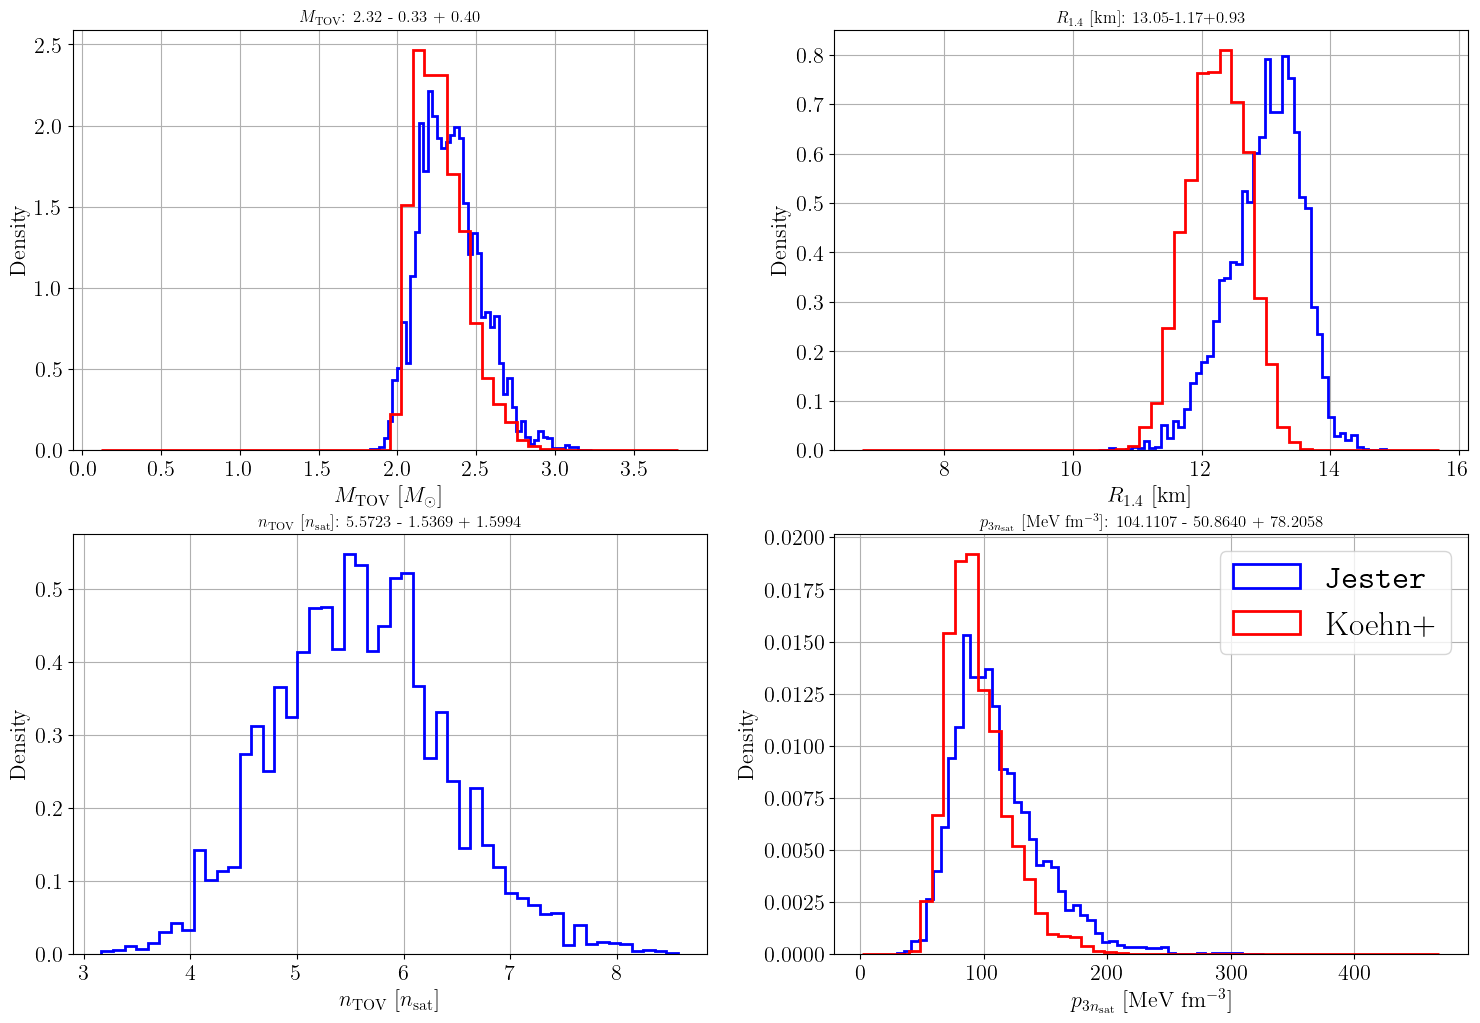 M_TOV: 2.32 - 0.33 + 0.40
2.5
2.0
1.5
1.0
0.5
0.0
Density
0.0 0.5 1.0 1.5 2.0 2.5 3.0 3.5
M_TOV [M_⊙]
R_1.4 [km]: 13.05-1.17+0.93
0.8
0.7
0.6
0.5
0.4
0.3
0.2
0.1
0.0
Density
8 10 12 14 16
R_1.4 [km]
n_TOV [n_sat]: 5.5723 - 1.5369 + 1.5994
0.5
0.4
0.3
0.2
0.1
0.0
Density
3 4 5 6 7 8
n_TOV [n_sat]
p_3n_sat [MeV fm^−3]: 104.1107 - 50.8640 + 78.2058
0.0200
0.0175
0.0150
0.0125
0.0100
0.0075
0.0050
0.0025
0.0000
Density
Jester
Koehn+
0 100 200 300 400
p_3n_sat [MeV fm^−3]